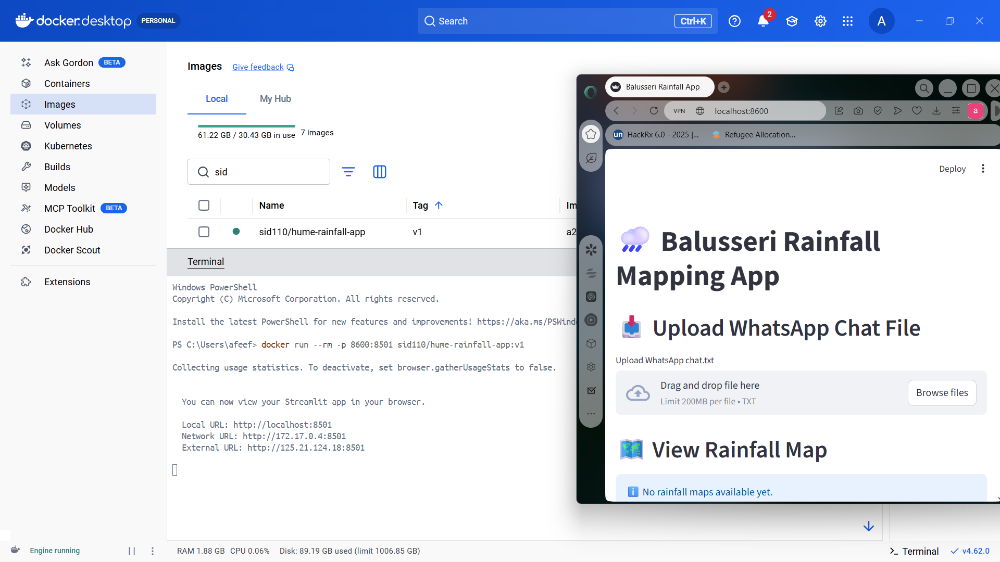 docker.desktop PERSONAL
Search Ctrl+K
2
A
Ask Gordon BETA
Containers
Images
Volumes
Kubernetes
Builds
Models
MCP Toolkit BETA
Docker Hub
Docker Scout
Extensions
Images Give feedback
Local My Hub
61.22 GB / 30.43 GB in use 7 images
sid
Name Tag Im
sid110/hume-rainfall-app v1 a2
Terminal
Windows PowerShell
Copyright (C) Microsoft Corporation. All rights reserved.
Install the latest PowerShell for new features and improvements! https://aka.ms/PSWind
PS C:\Users\afeef> docker run --rm -p 8600:8501 sid110/hume-rainfall-app:v1
Collecting usage statistics. To deactivate, set browser.gatherUsageStats to false.
You can now view your Streamlit app in your browser.
Local URL: http://localhost:8501
Network URL: http://172.17.0.4:8501
External URL: http://125.21.124.18:8501
Balusseri Rainfall App
VPN localhost:8600
a
un HackRx 6.0 - 2025 |... Refugee Allocation...
Deploy
Balusseri Rainfall
Mapping App
Upload WhatsApp Chat File
Upload WhatsApp chat.txt
Drag and drop file here
Limit 200MB per file • TXT
Browse files
View Rainfall Map
No rainfall maps available yet.
Engine running
RAM 1.88 GB CPU 0.06% Disk: 89.19 GB used (limit 1006.85 GB)
Terminal v4.62.0